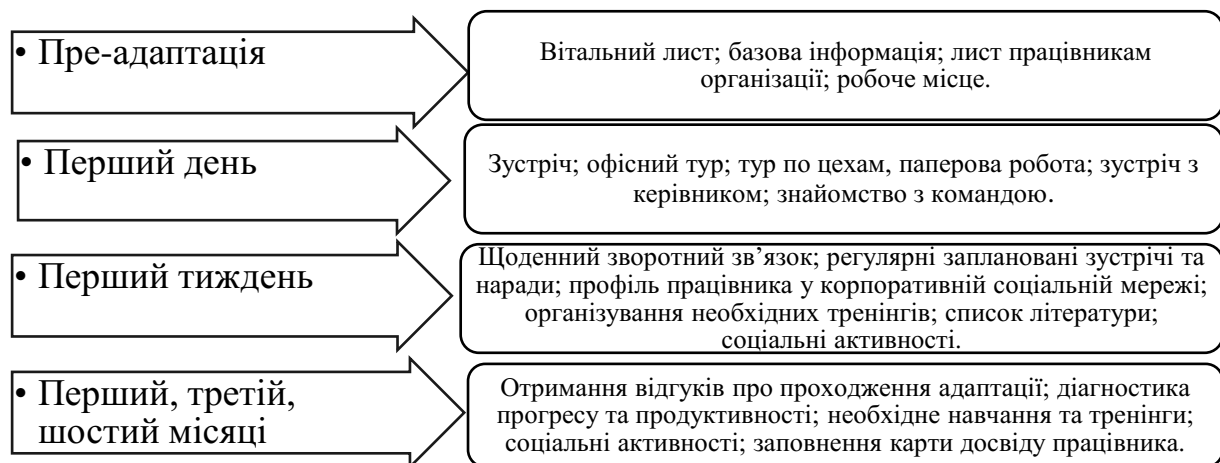 • Пре-адаптація
Вітальний лист; базова інформація; лист працівникам
організації; робоче місце.
• Перший день
Зустріч; офісний тур; тур по цехам, паперова робота; зустріч з
керівником; знайомство з командою.
• Перший тиждень
Щоденний зворотний зв’язок; регулярні заплановані зустрічі та
наради; профіль працівника у корпоративній соціальній мережі;
організування необхідних тренінгів; список літератури;
соціальні активності.
• Перший, третій,
шостий місяці
Отримання відгуків про проходження адаптації; діагностика
прогресу та продуктивності; необхідне навчання та тренінги;
соціальні активності; заповнення карти досвіду працівника.